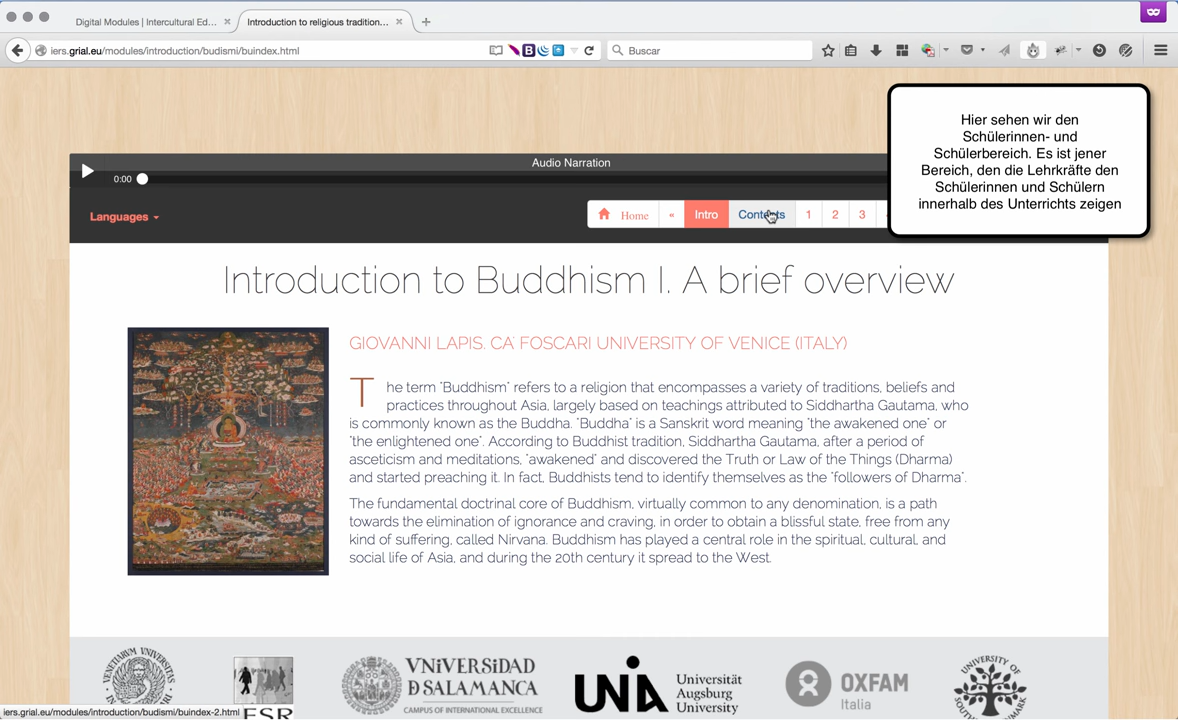 Digital Modules | Intercultural Ed...
Introduction to religious tradition...
iers.grial.eu/modules/introduction/budismi/buindex.html
Buscar
Hier sehen wir den
Schülerinnen- und
Schülerbereich. Es ist jener
Bereich, den die Lehrkräfte den
Schülerinnen und Schülern
innerhalb des Unterrichts zeigen
Audio Narration
0:00
Languages
Home « Intro Contents 1 2 3
Introduction to Buddhism I. A brief overview
GIOVANNI LAPIS. CA' FOSCARI UNIVERSITY OF VENICE (ITALY)
The term "Buddhism" refers to a religion that encompasses a variety of traditions, beliefs and
practices throughout Asia, largely based on teachings attributed to Siddhartha Gautama, who
is commonly known as the Buddha. "Buddha" is a Sanskrit word meaning "the awakened one" or
"the enlightened one". According to Buddhist tradition, Siddhartha Gautama, after a period of
asceticism and meditations, "awakened" and discovered the Truth or Law of the Things (Dharma)
and started preaching it. In fact, Buddhists tend to identify themselves as the "followers of Dharma".
The fundamental doctrinal core of Buddhism, virtually common to any denomination, is a path
towards the elimination of ignorance and craving, in order to obtain a blissful state, free from any
kind of suffering, called Nirvana. Buddhism has played a central role in the spiritual, cultural, and
social life of Asia, and during the 20th century it spread to the West.
ESR
VNiVERSiDAD
D SALAMANCA
CAMPUS OF INTERNATIONAL EXCELLENCE
UNIA
Universität
Augsburg
University
OXFAM
Italia
UNIVERSITY OF
iers.grial.eu/modules/introduction/budismi/buindex-2.html